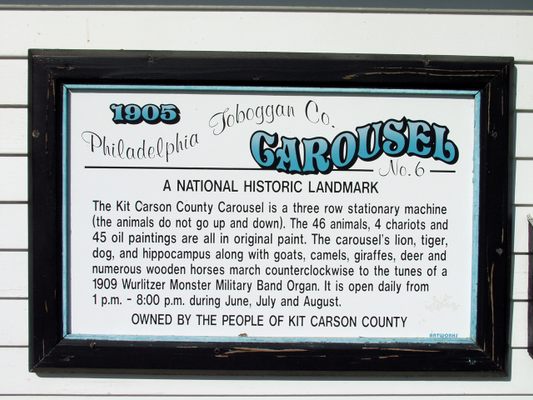 1905
Philadelphia Toboggan Co.
CAROUSEL
No. 6
A NATIONAL HISTORIC LANDMARK
The Kit Carson County Carousel is a three row stationary machine
(the animals do not go up and down). The 46 animals, 4 chariots and
45 oil paintings are all in original paint. The carousel's lion, tiger,
dog, and hippocampus along with goats, camels, giraffes, deer and
numerous wooden horses march counterclockwise to the tunes of a
1909 Wurlitzer Monster Military Band Organ. It is open daily from
1 p.m. - 8:00 p.m. during June, July and August.
OWNED BY THE PEOPLE OF KIT CARSON COUNTY
ARTWORKS